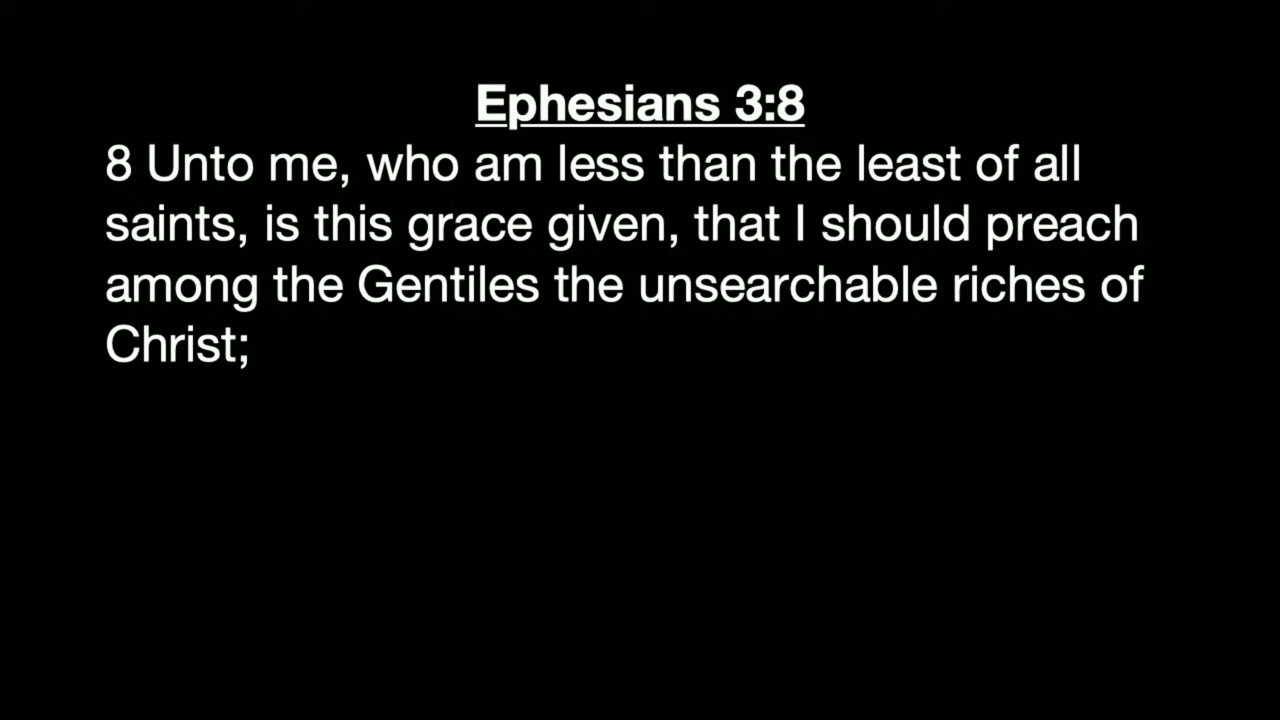 Ephesians 3:8
8 Unto me, who am less than the least of all
saints, is this grace given, that I should preach
among the Gentiles the unsearchable riches of
Christ;